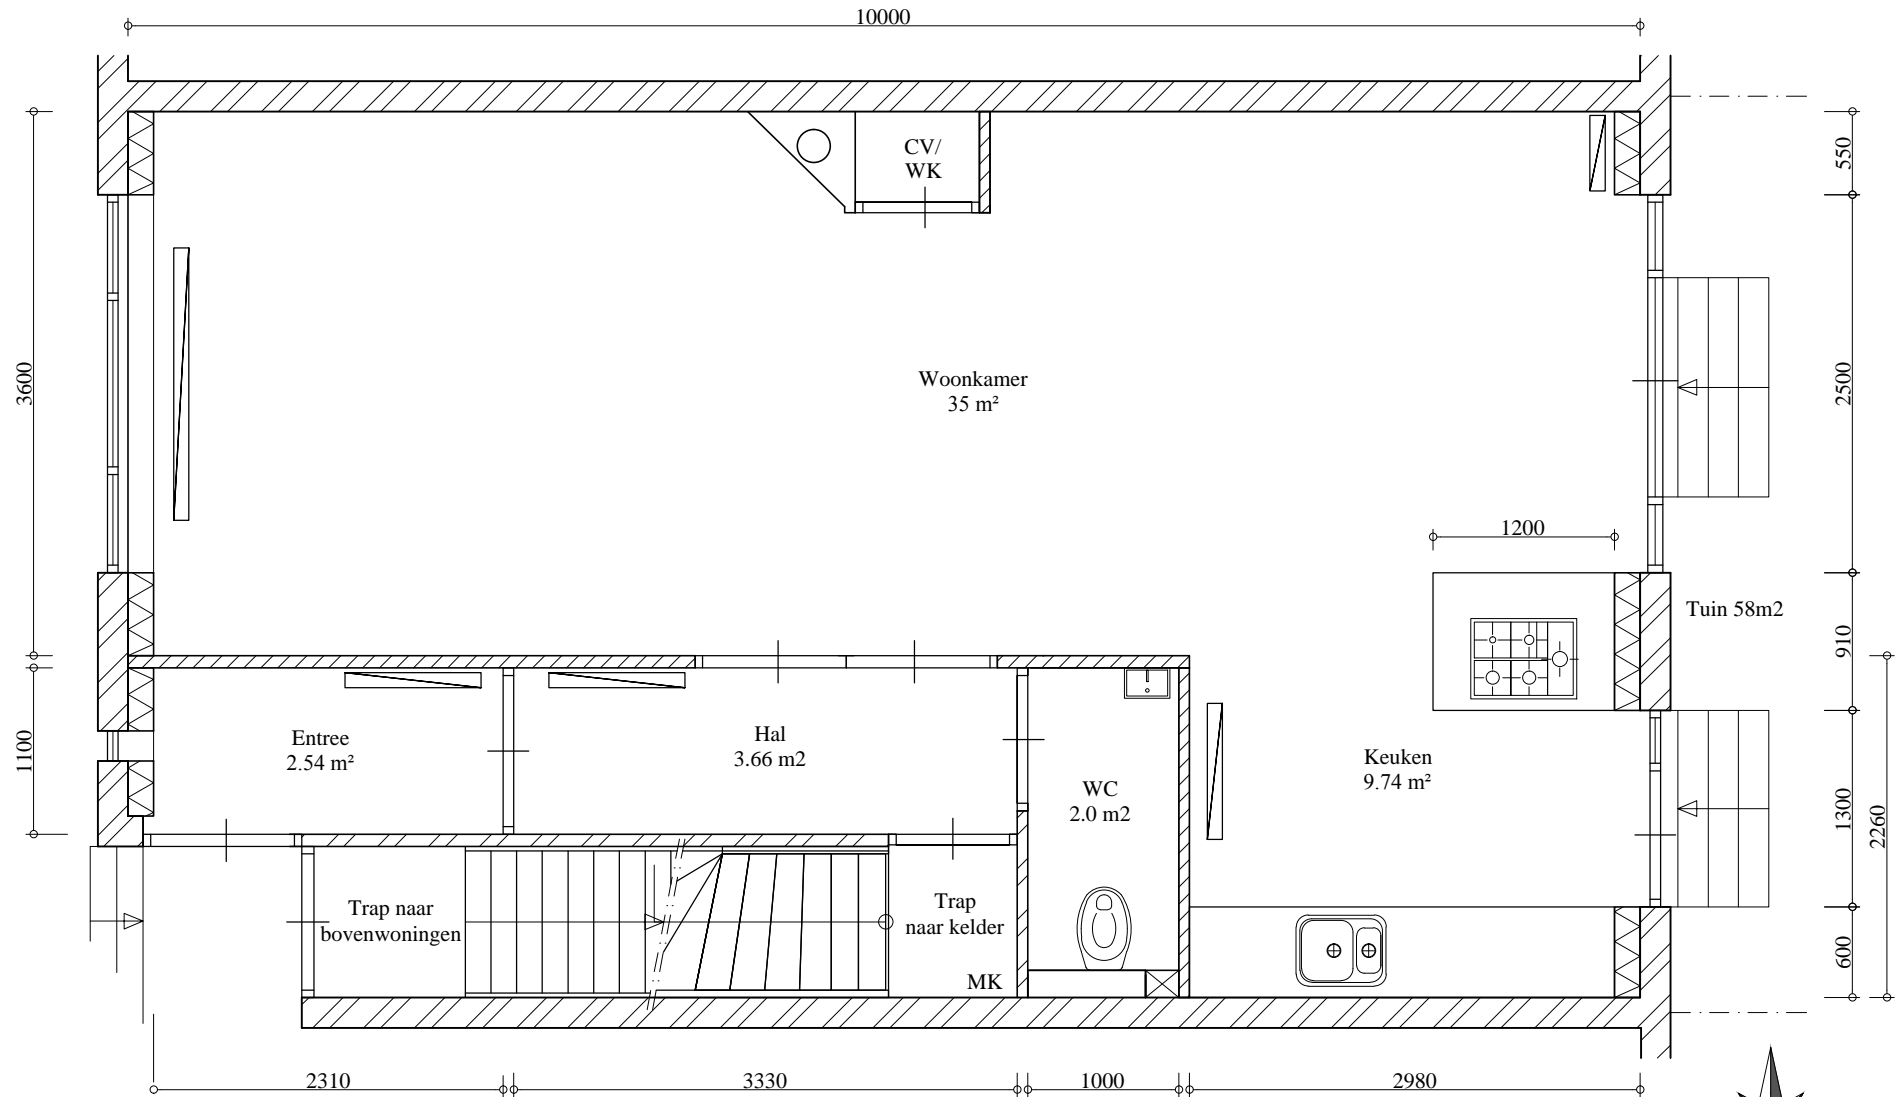 10000
CV/
WK
550
3600
2500
Woonkamer
35 m²
1200
Tuin 58m2
910
1100
Entree
2.54 m²
Hal
3.66 m2
WC
2.0 m2
Keuken
9.74 m²
1300
2260
Trap naar
bovenwoningen
Trap
naar kelder
MK
600
2310
3330
1000
2980